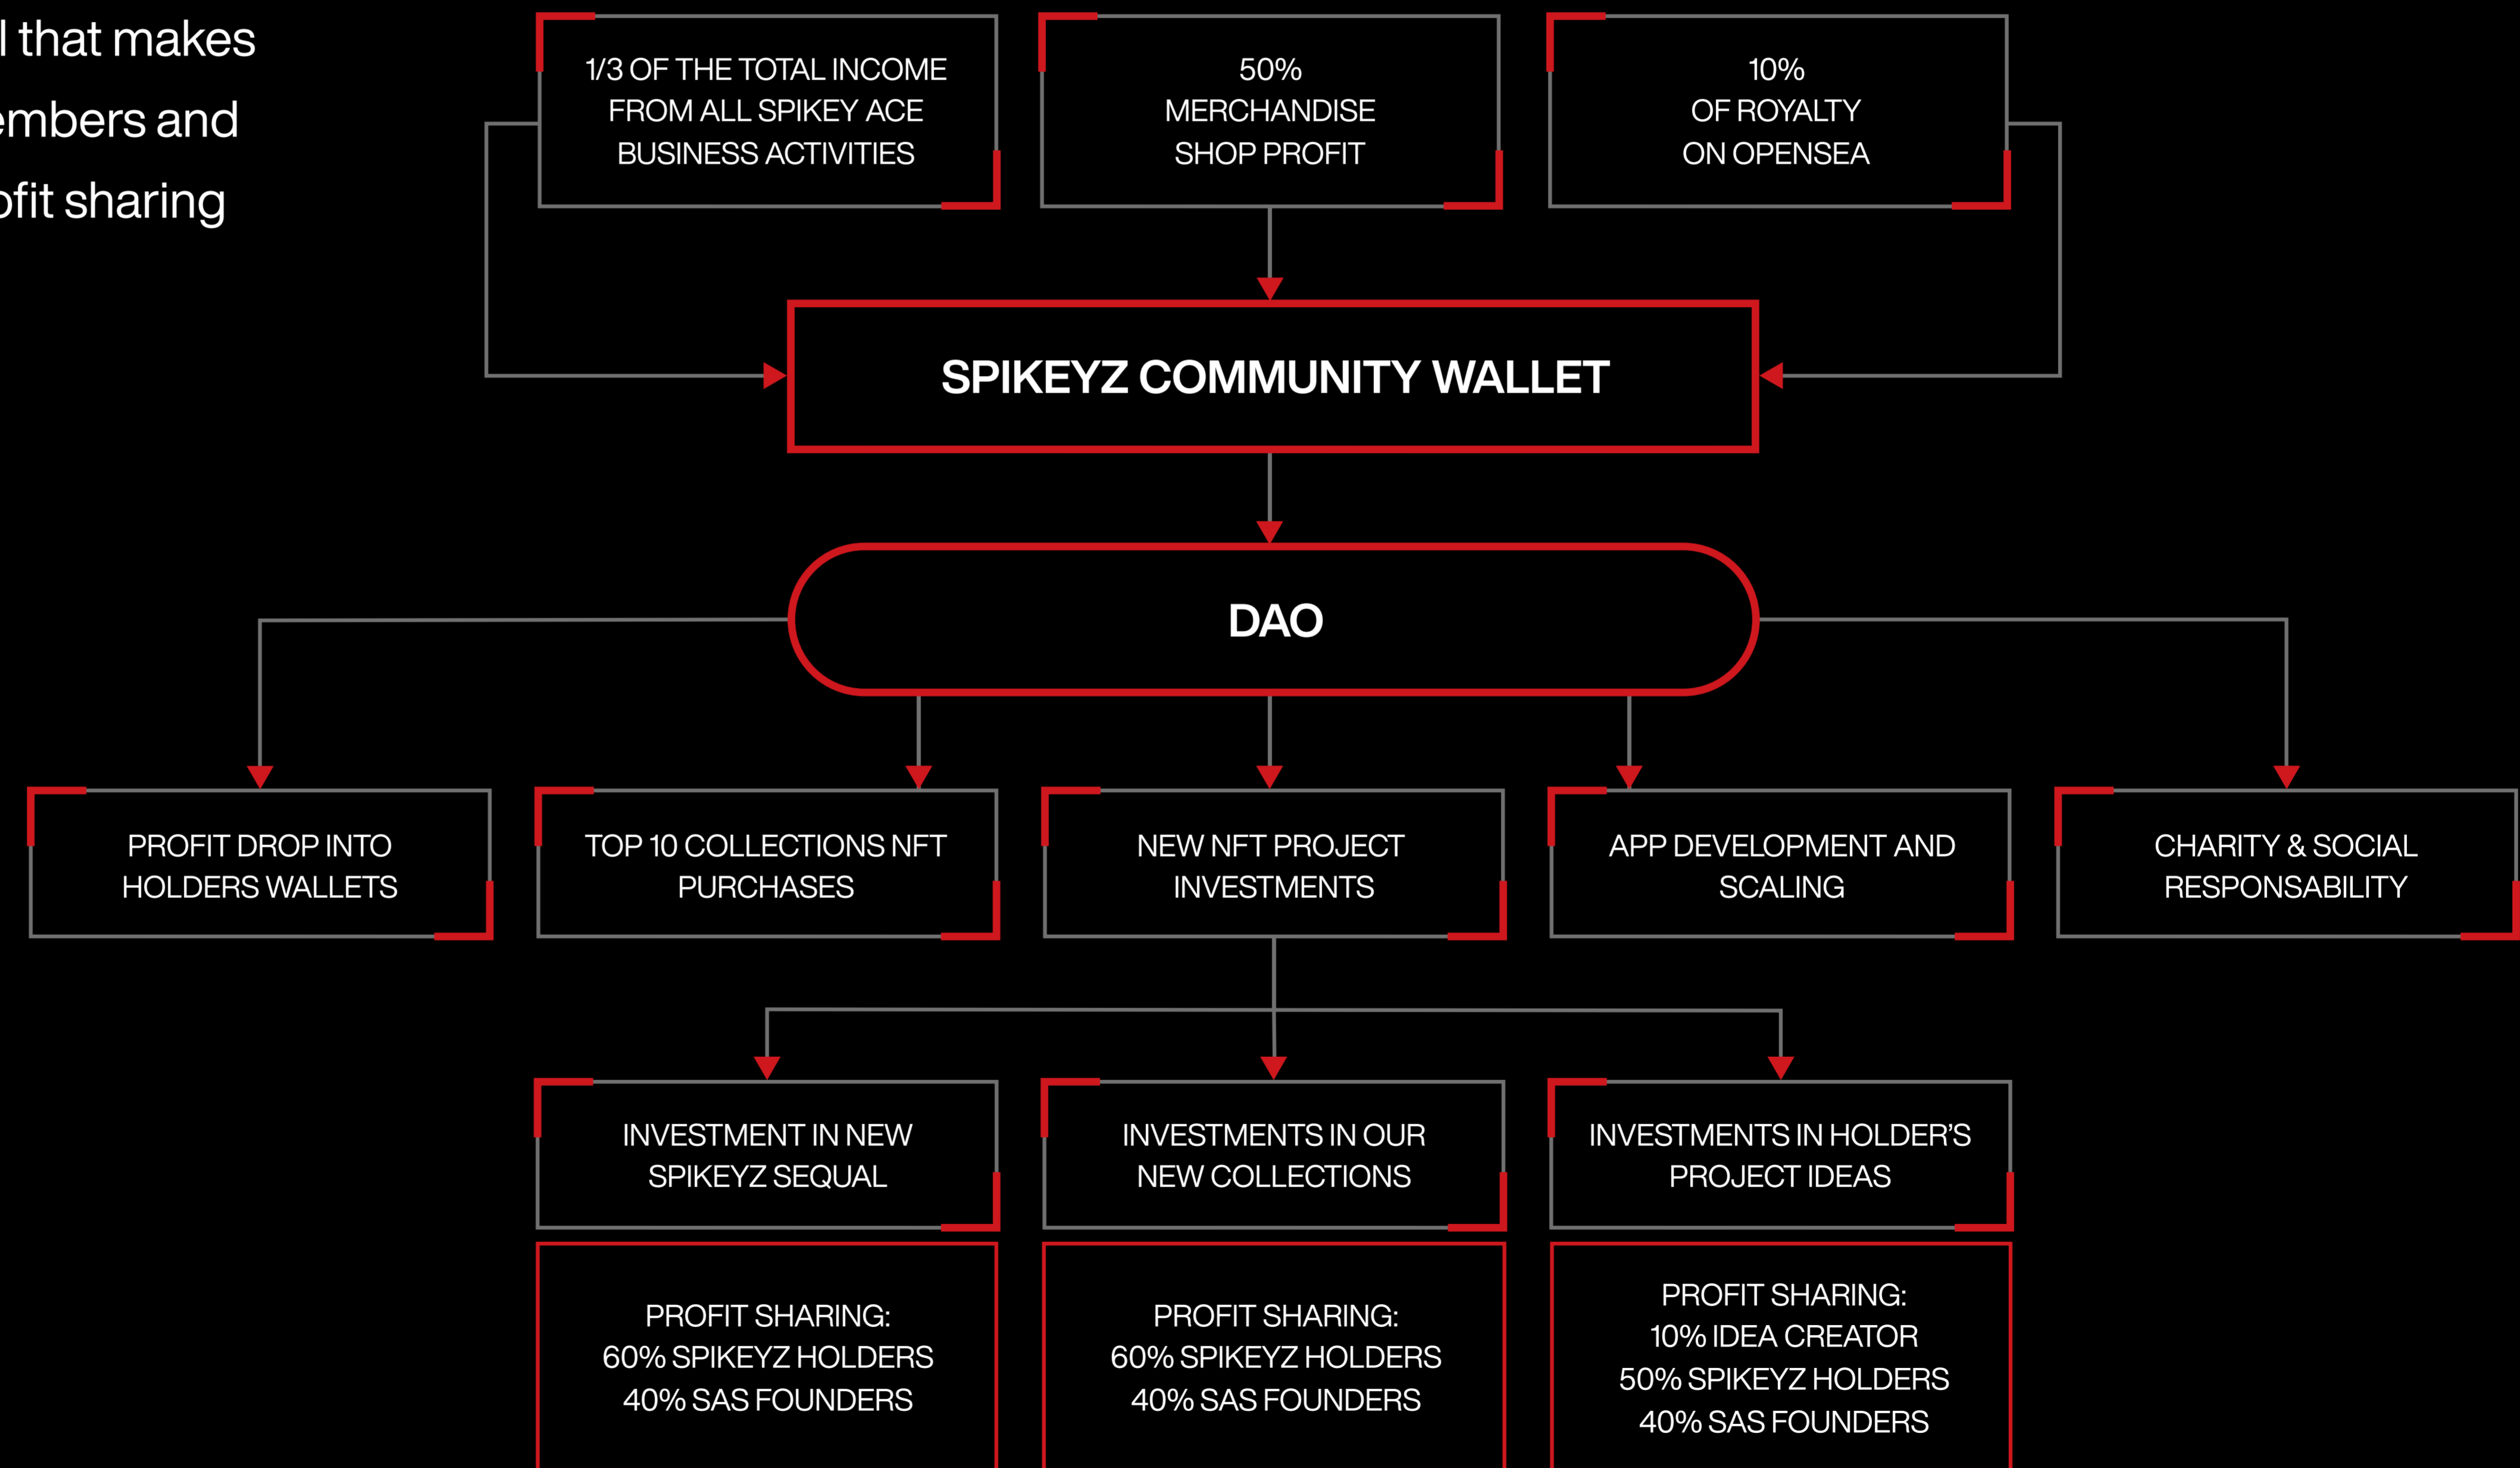 that makes
and
sharing
1/3 OF THE TOTAL INCOME
FROM ALL SPIKEY ACE
BUSINESS ACTIVITIES
50%
MERCHANDISE
SHOP PROFIT
10%
OF ROYALTY
ON OPENSEA
SPIKEYZ COMMUNITY WALLET
DAO
PROFIT DROP INTO
HOLDERS WALLETS
TOP 10 COLLECTIONS NFT
PURCHASES
NEW NFT PROJECT
INVESTMENTS
APP DEVELOPMENT AND
SCALING
CHARITY & SOCIAL
RESPONSABILITY
INVESTMENT IN NEW
SPIKEYZ SEQUAL
INVESTMENTS IN OUR
NEW COLLECTIONS
INVESTMENTS IN HOLDER'S
PROJECT IDEAS
PROFIT SHARING:
60% SPIKEYZ HOLDERS
40% SAS FOUNDERS
PROFIT SHARING:
60% SPIKEYZ HOLDERS
40% SAS FOUNDERS
PROFIT SHARING:
10% IDEA CREATOR
50% SPIKEYZ HOLDERS
40% SAS FOUNDERS